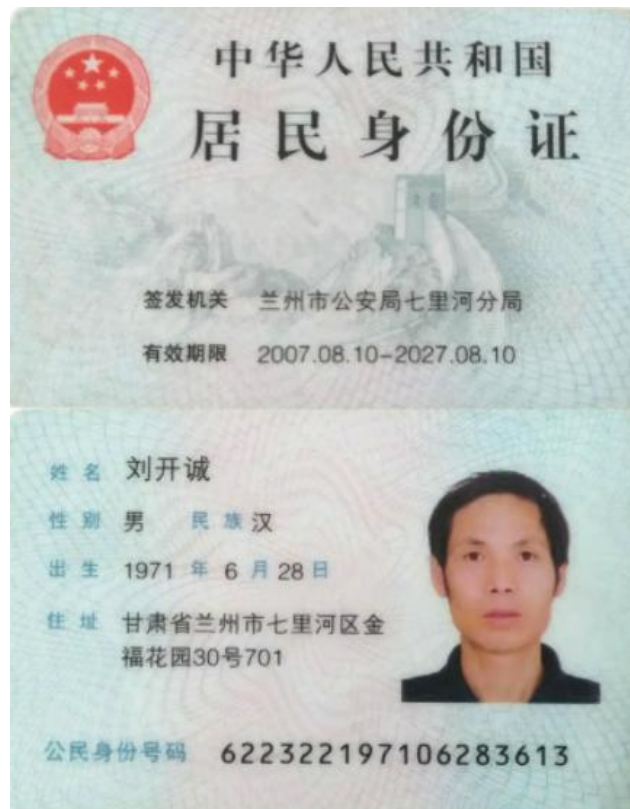 中华人民共和国
居民身份证
签发机关 兰州市公安局七里河分局
有效期限 2007.08.10-2027.08.10
姓名 刘开诚
性别 男 民族 汉
出生 1971 年 6 月 28 日
住址 甘肃省兰州市七里河区金
福花园30号701
公民身份号码 622322197106283613